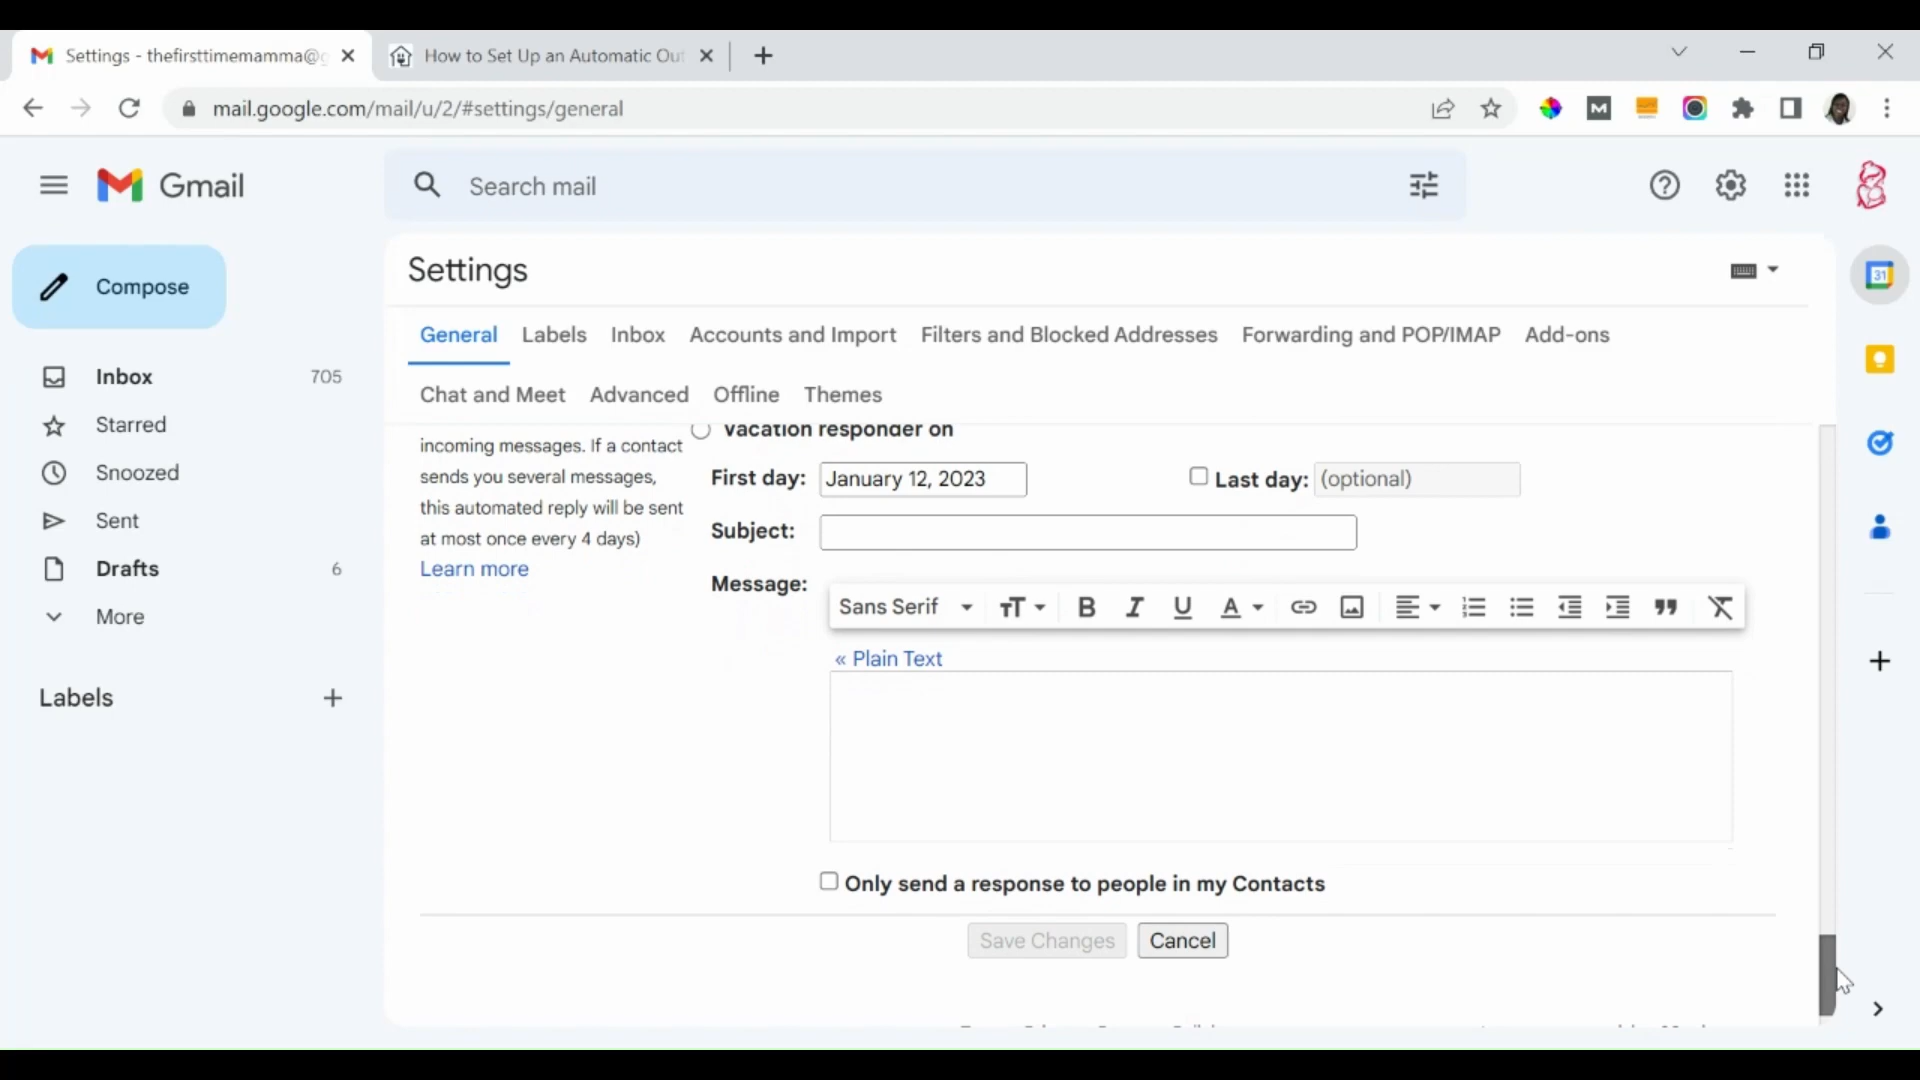 Settings - thefirsttimemamma@g
How to Set Up an Automatic Out
mail.google.com/mail/u/2/#settings/general
M
Gmail
Search mail
Compose
Settings
31
General Labels Inbox Accounts and Import Filters and Blocked Addresses Forwarding and POP/IMAP Add-ons
Chat and Meet Advanced Offline Themes
Inbox 705
Starred
Snoozed
Sent
Drafts 6
More
Labels
incoming messages. If a contact
sends you several messages,
this automated reply will be sent
at most once every 4 days)
Learn more
Vacation responder on
First day: January 12, 2023 Last day: (optional)
Subject:
Message:
Sans Serif
« Plain Text
Only send a response to people in my Contacts
Save Changes Cancel